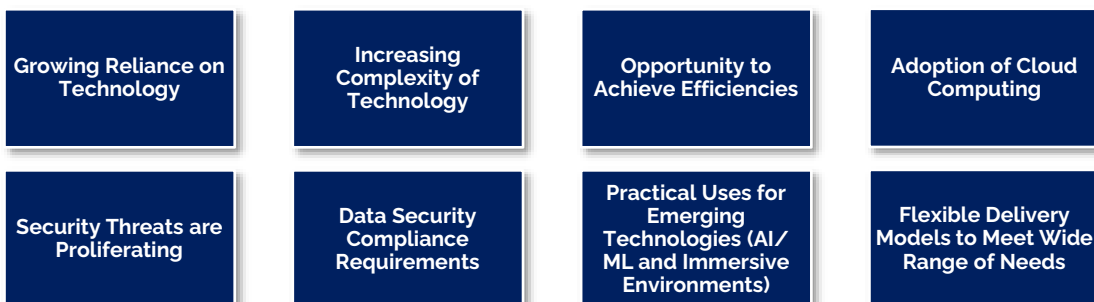 Growing Reliance on
Technology
Increasing
Complexity of
Technology
Opportunity to
Achieve Efficiencies
Adoption of Cloud
Computing
Security Threats are
Proliferating
Data Security
Compliance
Requirements
Practical Uses for
Emerging
Technologies (AI/
ML and Immersive
Environments)
Flexible Delivery
Models to Meet Wide
Range of Needs